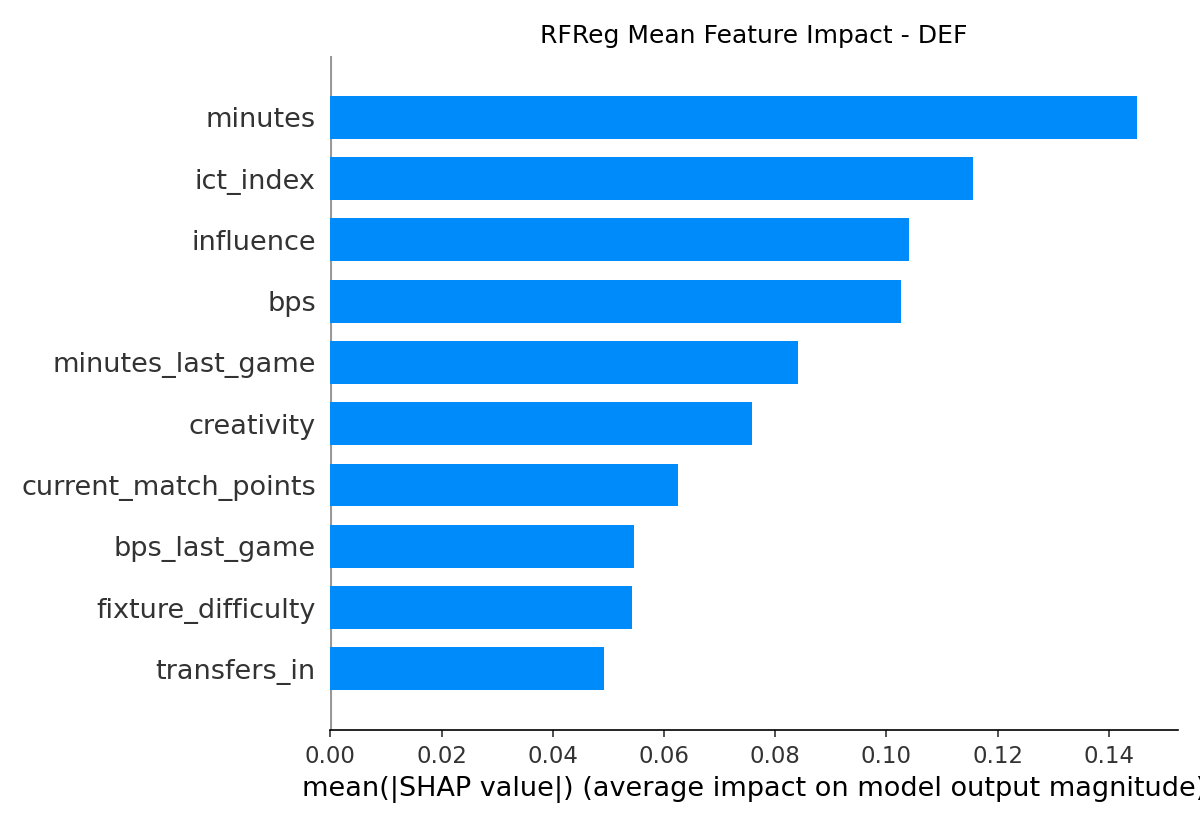 RFReg Mean Feature Impact - DEF
minutes
ict_index
influence
bps
minutes_last_game
creativity
current_match_points
bps_last_game
fixture_difficulty
transfers_in
0.00 0.02 0.04 0.06 0.08 0.10 0.12 0.14
mean(|SHAP value|) (average impact on model output magnitude)